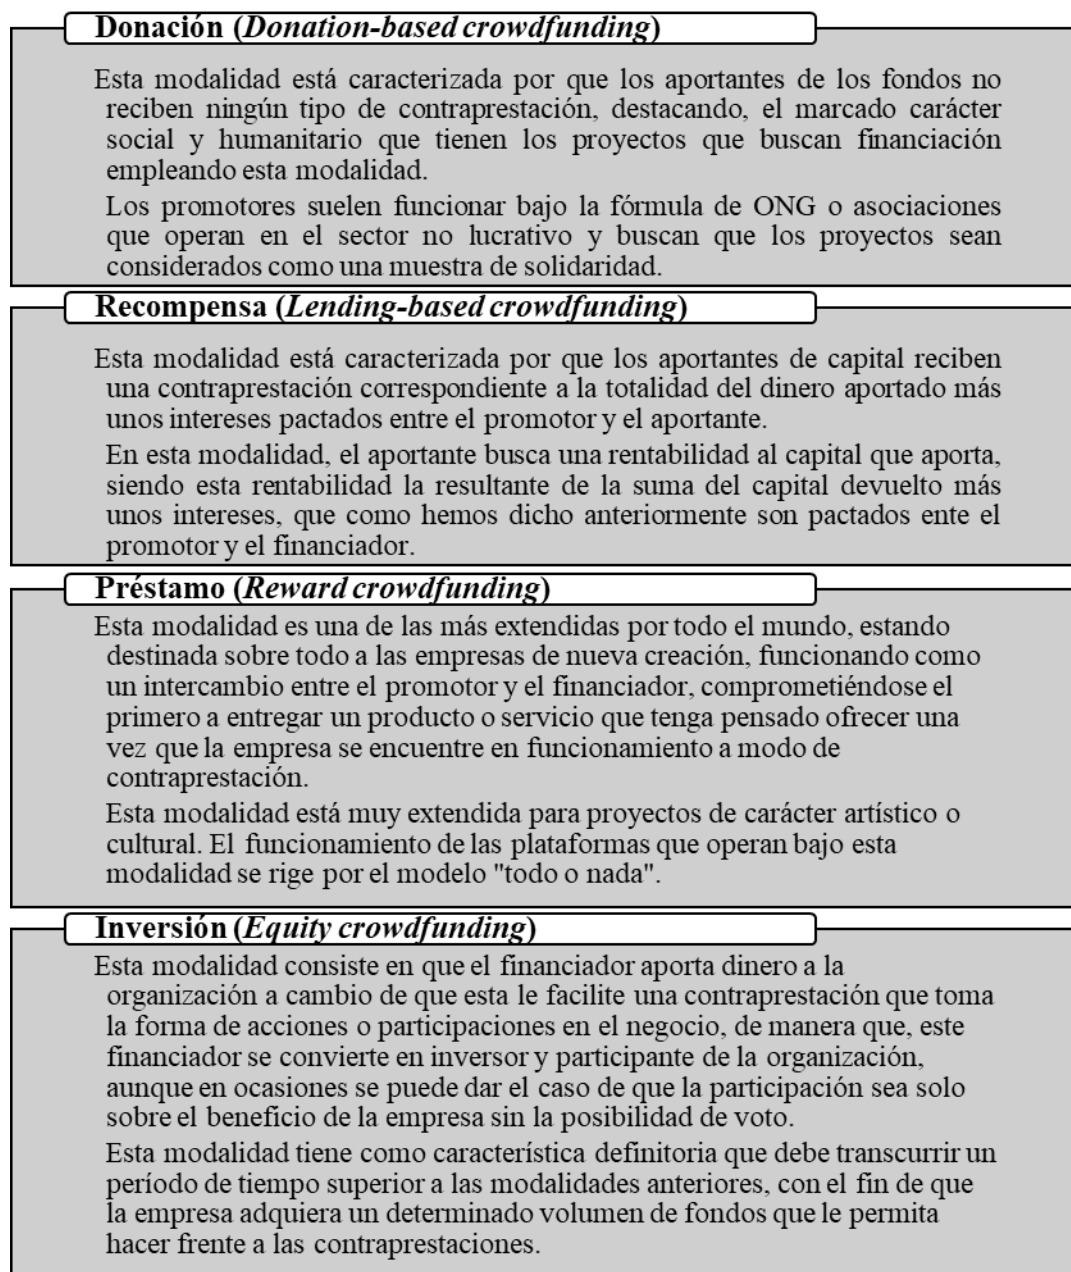 Donación (Donation-based crowdfunding)
Esta modalidad está caracterizada por que los aportantes de los fondos no
reciben ningún tipo de contraprestación, destacando, el marcado carácter
social y humanitario que tienen los proyectos que buscan financiación
empleando esta modalidad.
Los promotores suelen funcionar bajo la fórmula de ONG o asociaciones
que operan en el sector no lucrativo y buscan que los proyectos sean
considerados como una muestra de solidaridad.
Recompensa (Lending-based crowdfunding)
Esta modalidad está caracterizada por que los aportantes de capital reciben
una contraprestación correspondiente a la totalidad del dinero aportado más
unos intereses pactados entre el promotor y el aportante.
En esta modalidad, el aportante busca una rentabilidad al capital que aporta,
siendo esta rentabilidad la resultante de la suma del capital devuelto más
unos intereses, que como hemos dicho anteriormente son pactados ente el
promotor y el financiador.
Préstamo (Reward crowdfunding)
Esta modalidad es una de las más extendidas por todo el mundo, estando
destinada sobre todo a las empresas de nueva creación, funcionando como
un intercambio entre el promotor y el financiador, comprometiéndose el
primero a entregar un producto o servicio que tenga pensado ofrecer una
vez que la empresa se encuentre en funcionamiento a modo de
contraprestación.
Esta modalidad está muy extendida para proyectos de carácter artístico o
cultural. El funcionamiento de las plataformas que operan bajo esta
modalidad se rige por el modelo "todo o nada".
Inversión (Equity crowdfunding)
Esta modalidad consiste en que el financiador aporta dinero a la
organización a cambio de que esta le facilite una contraprestación que toma
la forma de acciones o participaciones en el negocio, de manera que, este
financiador se convierte en inversor y participante de la organización,
aunque en ocasiones se puede dar el caso de que la participación sea solo
sobre el beneficio de la empresa sin la posibilidad de voto.
Esta modalidad tiene como característica definitoria que debe transcurrir un
período de tiempo superior a las modalidades anteriores, con el fin de que
la empresa adquiera un determinado volumen de fondos que le permita
hacer frente a las contraprestaciones.